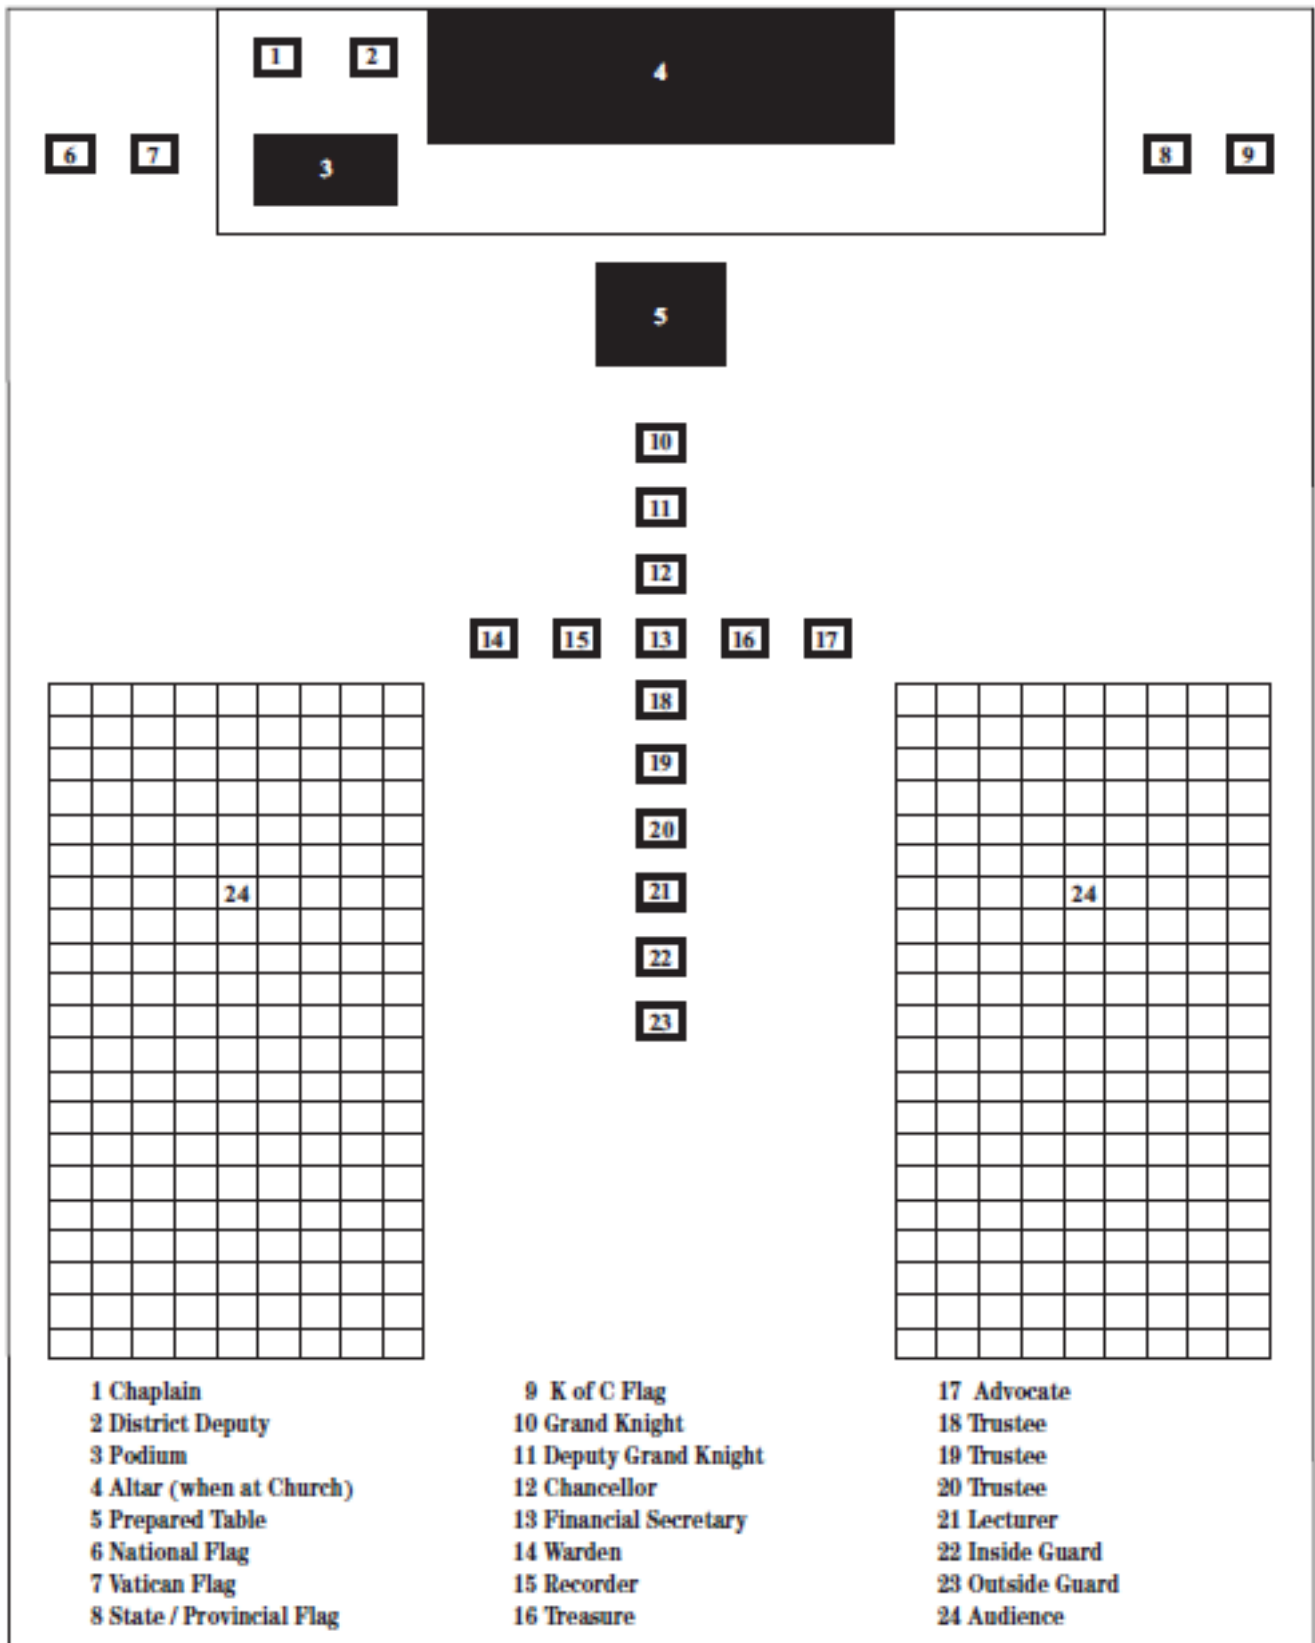 1
2
4
6
7
3
8
9
5
10
11
12
14
15
13
16
17
18
19
20
21
24
24
22
23
1 Chaplain
2 District Deputy
3 Podium
4 Altar (when at Church)
5 Prepared Table
6 National Flag
7 Vatican Flag
8 State / Provincial Flag
9 K of C Flag
10 Grand Knight
11 Deputy Grand Knight
12 Chancellor
13 Financial Secretary
14 Warden
15 Recorder
16 Treasure
17 Advocate
18 Trustee
19 Trustee
20 Trustee
21 Lecturer
22 Inside Guard
23 Outside Guard
24 Audience